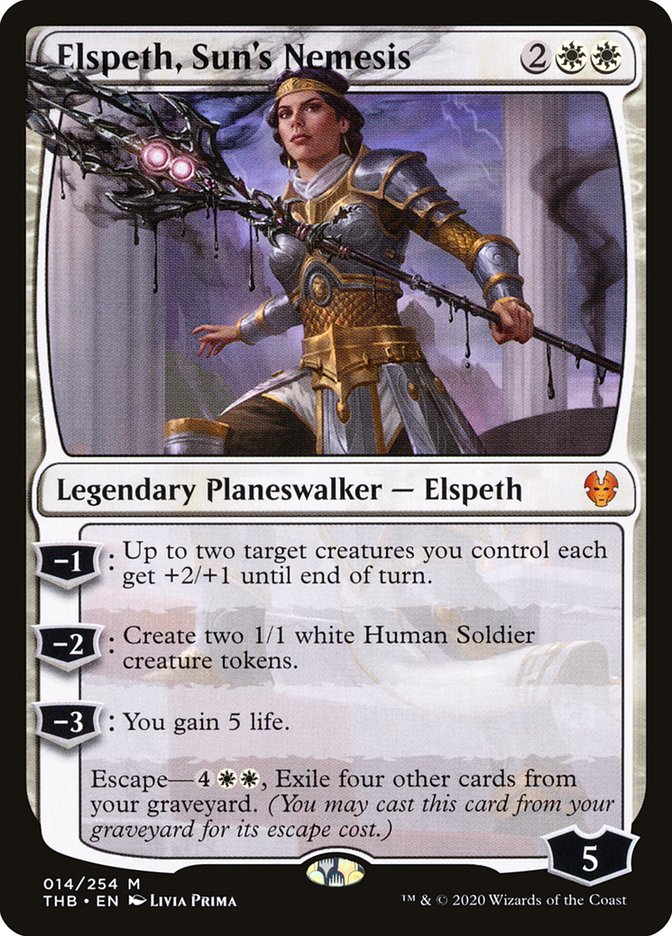 Elspeth, Sun's Nemesis 2
Legendary Planeswalker — Elspeth
-1 : Up to two target creatures you control each
get +2/+1 until end of turn.
-2 : Create two 1/1 white Human Soldier
creature tokens.
-3 : You gain 5 life.
Escape—4, Exile four other cards from
your graveyard. (You may cast this card from your
graveyard for its escape cost.)
5
014/254 M
THB • EN Livia Prima
™ & © 2020 Wizards of the Coast